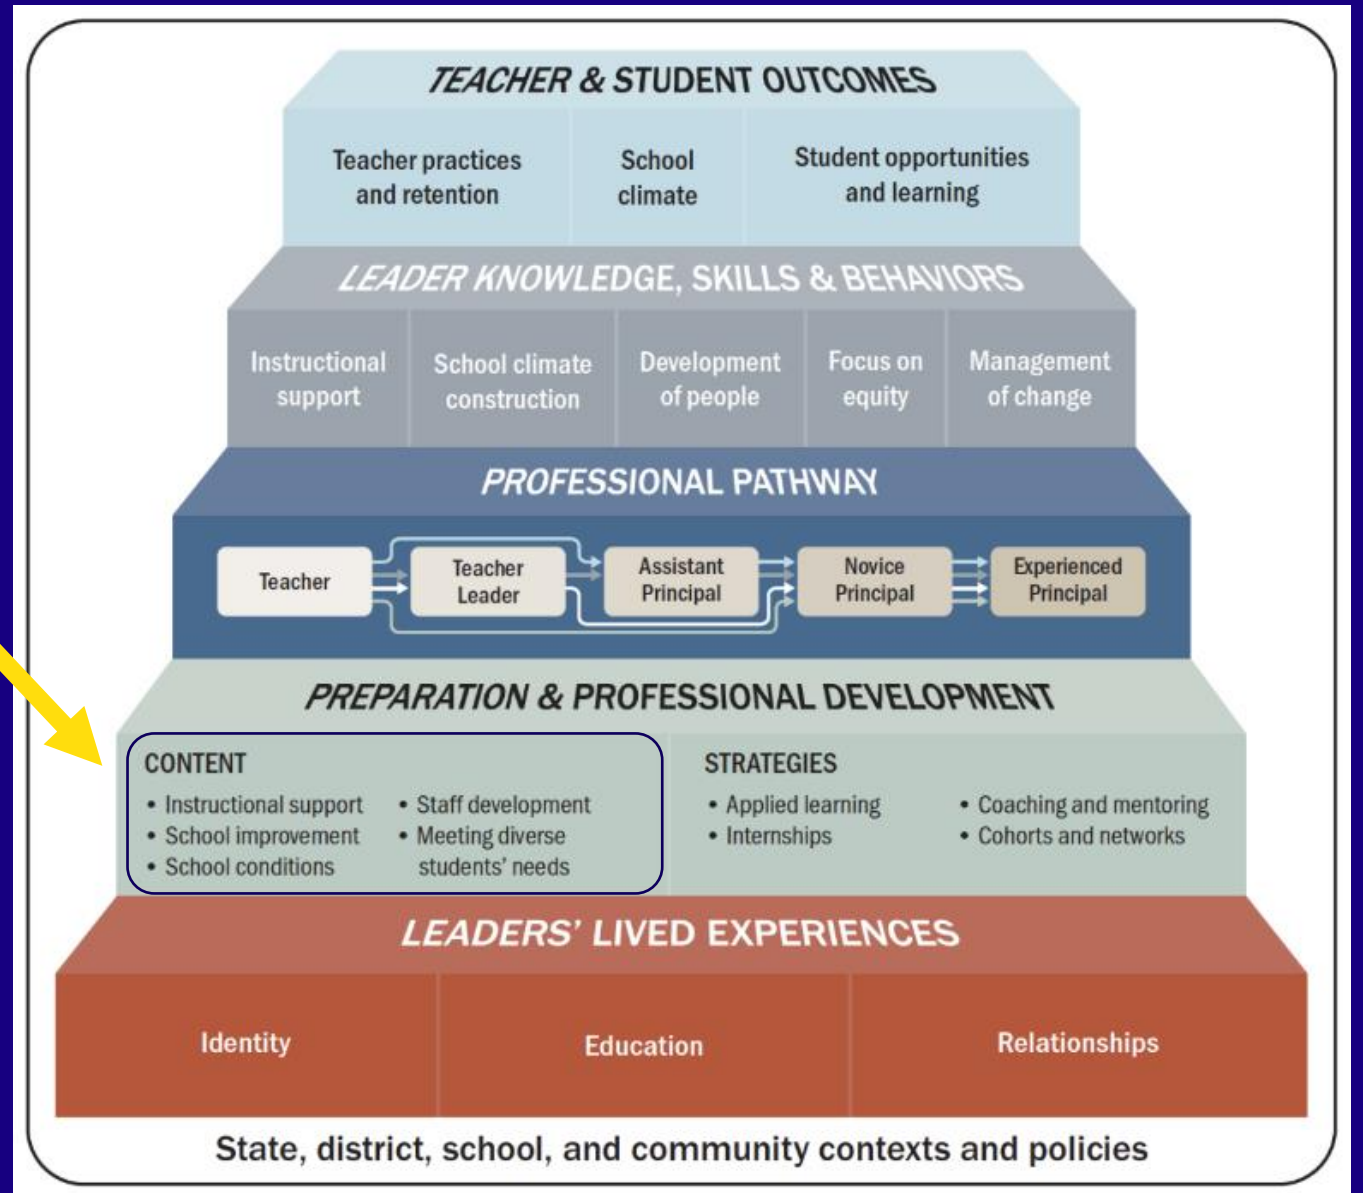 TEACHER & STUDENT OUTCOMES
Teacher practices
and retention
School
climate
Student opportunities
and learning
LEADER KNOWLEDGE, SKILLS & BEHAVIORS
Instructional
support
School climate
construction
Development
of people
Focus on
equity
Management
of change
PROFESSIONAL PATHWAY
Teacher
Teacher
Leader
Assistant
Principal
Novice
Principal
Experienced
Principal
PREPARATION & PROFESSIONAL DEVELOPMENT
CONTENT
• Instructional support
• School improvement
• School conditions
• Staff development
• Meeting diverse
students’ needs
STRATEGIES
• Applied learning
• Internships
• Coaching and mentoring
• Cohorts and networks
LEADERS’ LIVED EXPERIENCES
Identity
Education
Relationships
State, district, school, and community contexts and policies